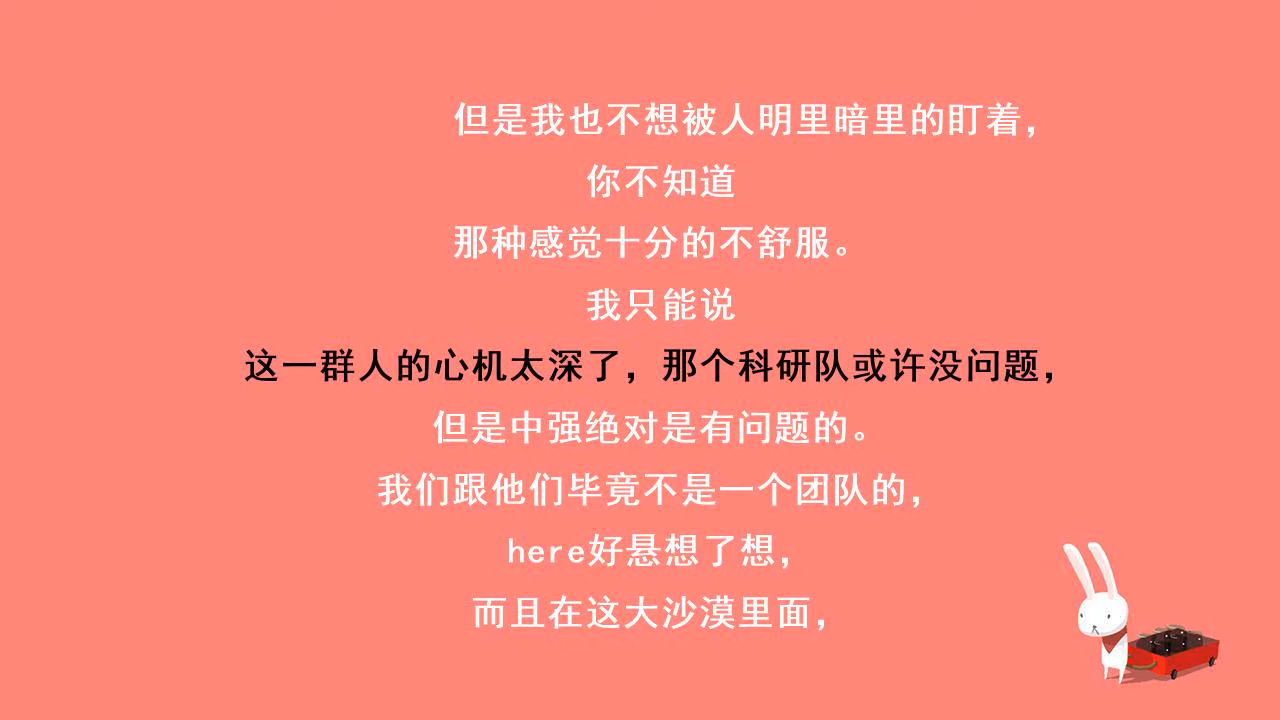 但是我也不想被人明里暗里的盯着，
你不知道
那种感觉十分的不舒服。
我只能说
这一群人的心机太深了，那个科研队或许没问题，
但是中强绝对是有问题的。
我们跟他们毕竟不是一个团队的，
here好悬想了想，
而且在这大沙漠里面，